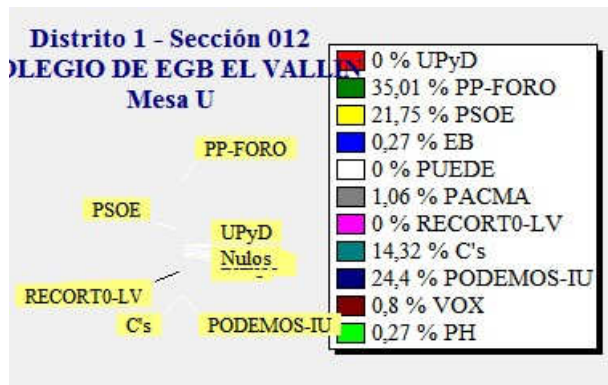 Distrito 1 - Sección 012
OLEGIO DE EGB EL VALLIN
Mesa U
PP-FORO
PSOE
UPyD
Nulos
RECORT0-LV
C's
PODEMOS-IU
0 % UPyD
35,01 % PP-FORO
21,75 % PSOE
0,27 % EB
0 % PUEDE
1,06 % PACMA
0 % RECORT0-LV
14,32 % C's
24,4 % PODEMOS-IU
0,8 % VOX
0,27 % PH